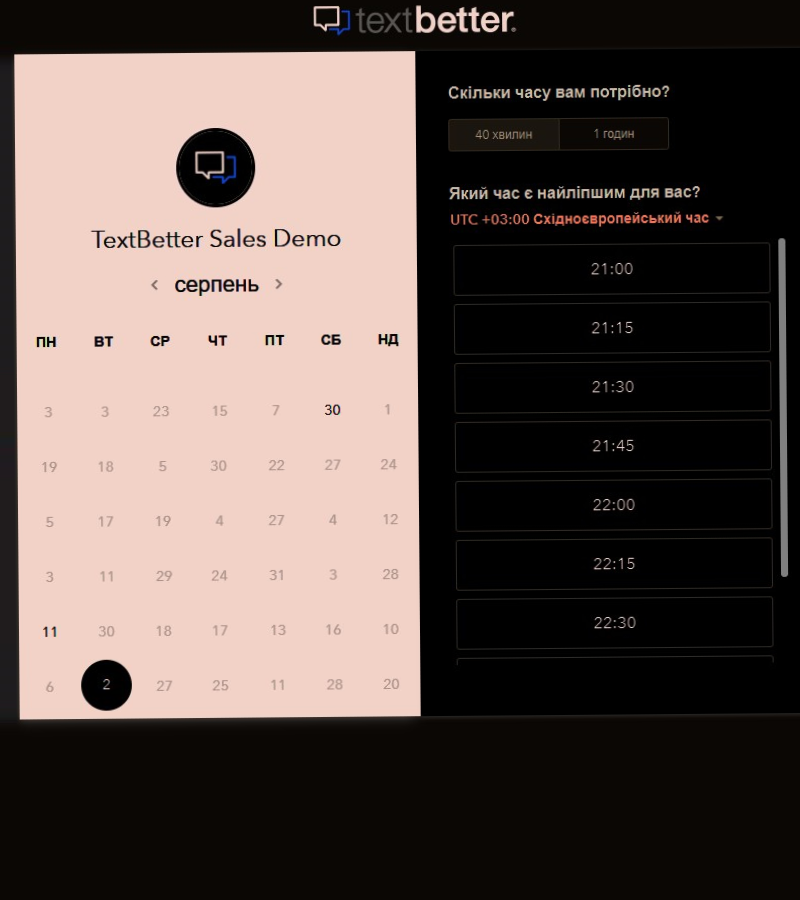 textbetter.
TextBetter Sales Demo
серпень
ПН ВТ СР ЧТ ПТ СБ НД
3 3 23 15 7 30 1
19 18 5 30 22 27 24
5 17 19 4 27 4 12
3 11 29 24 31 3 28
11 30 18 17 13 16 10
6 2 27 25 11 28 20
Скільки часу вам потрібно?
40 хвилин 1 годин
Який час є найліпшим для вас?
UTC +03:00 Східноєвропейський час
21:00
21:15
21:30
21:45
22:00
22:15
22:30